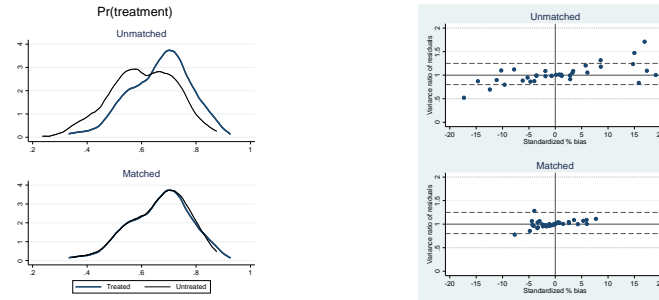 Pr(treatment)
Unmatched
4
3
2
1
0
.2 .4 .6 .8 1
Matched
4
3
2
1
0
.2 .4 .6 .8 1
Treated Untreated
Unmatched
Variance ratio of residuals
2
1.5
1
.5
0
-20 -15 -10 -5 0 5 10 15 20
Standardized % bias
Matched
Variance ratio of residuals
2
1.5
1
.5
0
-20 -15 -10 -5 0 5 10 15 20
Standardized % bias